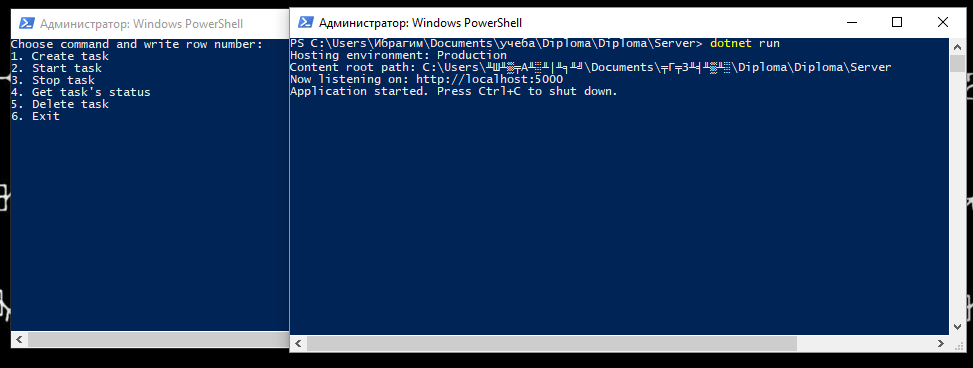 Администратор: Windows PowerShell
Choose command and write row number:
1. Create task
2. Start task
3. Stop task
4. Get task's status
5. Delete task
6. Exit
Администратор: Windows PowerShell
PS C:\Users\Ибрагим\Documents\учеба\Diploma\Diploma\Server> dotnet run
Hosting environment: Production
Content root path: C:\Users\ \Documents\ \Diploma\Diploma\Server
Now listening on: http://localhost:5000
Application started. Press Ctrl+C to shut down.